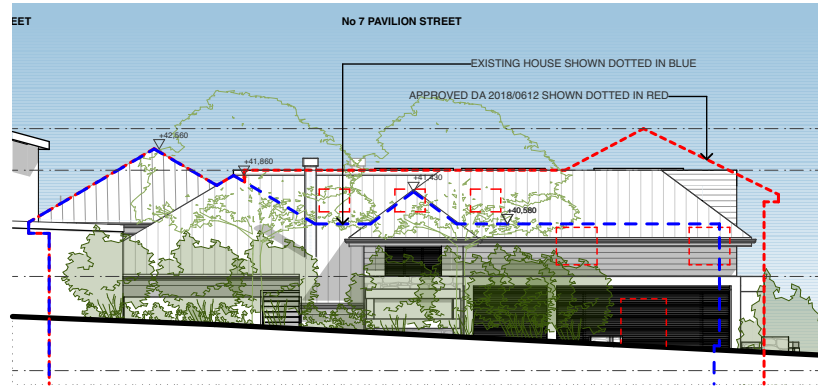 EET
No 7 PAVILION STREET
EXISTING HOUSE SHOWN DOTTED IN BLUE
APPROVED DA 2018/0612 SHOWN DOTTED IN RED
+42,560
+41,860
+41,430
+40,580